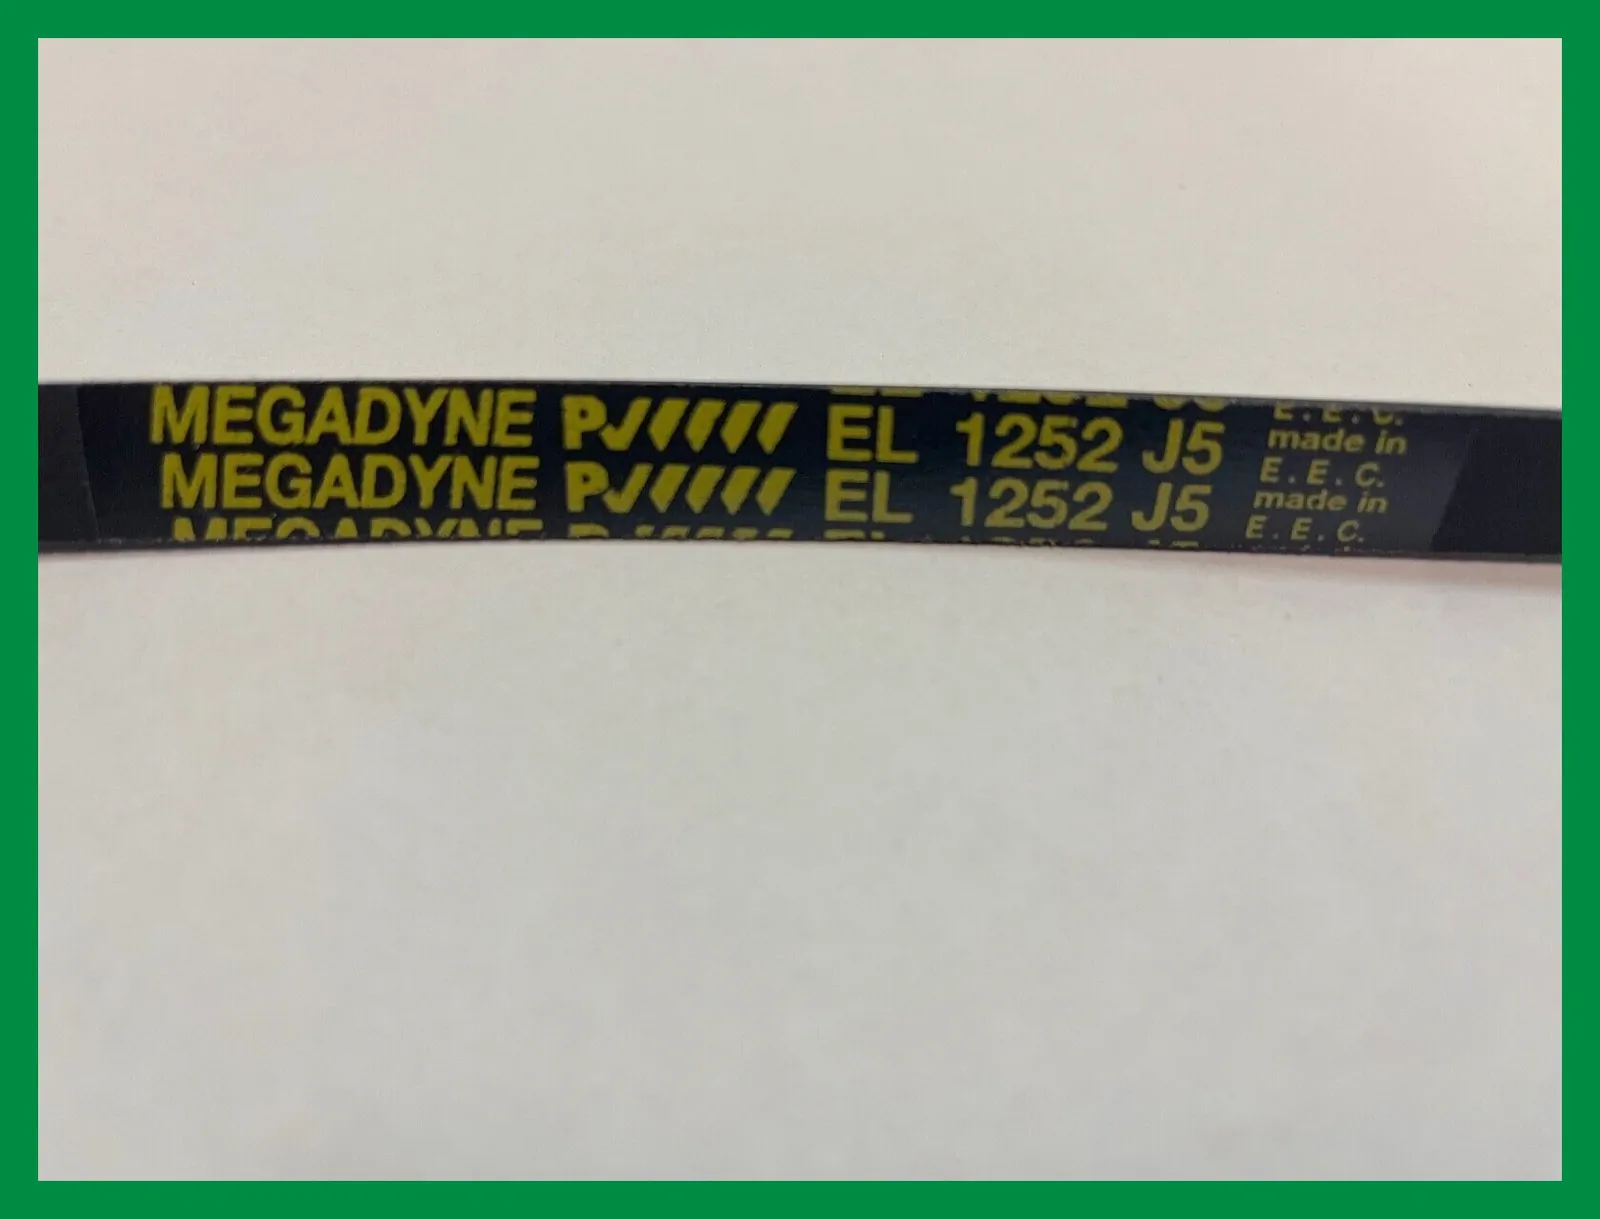 MEGADYNE PJ EL 1252 J5 made in
E.E.C.
MEGADYNE PJ EL 1252 J5 made in
E.E.C.